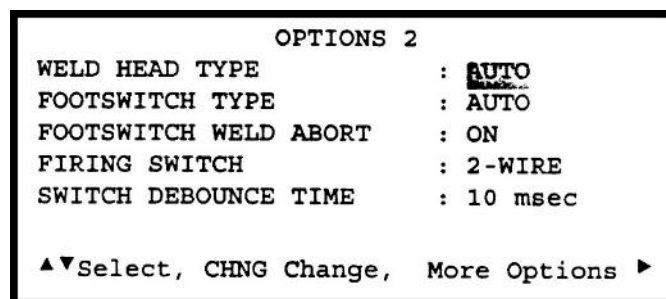 OPTIONS 2
WELD HEAD TYPE : AUTO
FOOTSWITCH TYPE : AUTO
FOOTSWITCH WELD ABORT : ON
FIRING SWITCH : 2-WIRE
SWITCH DEBOUNCE TIME : 10 msec
▲▼Select, CHNG Change, More Options ►